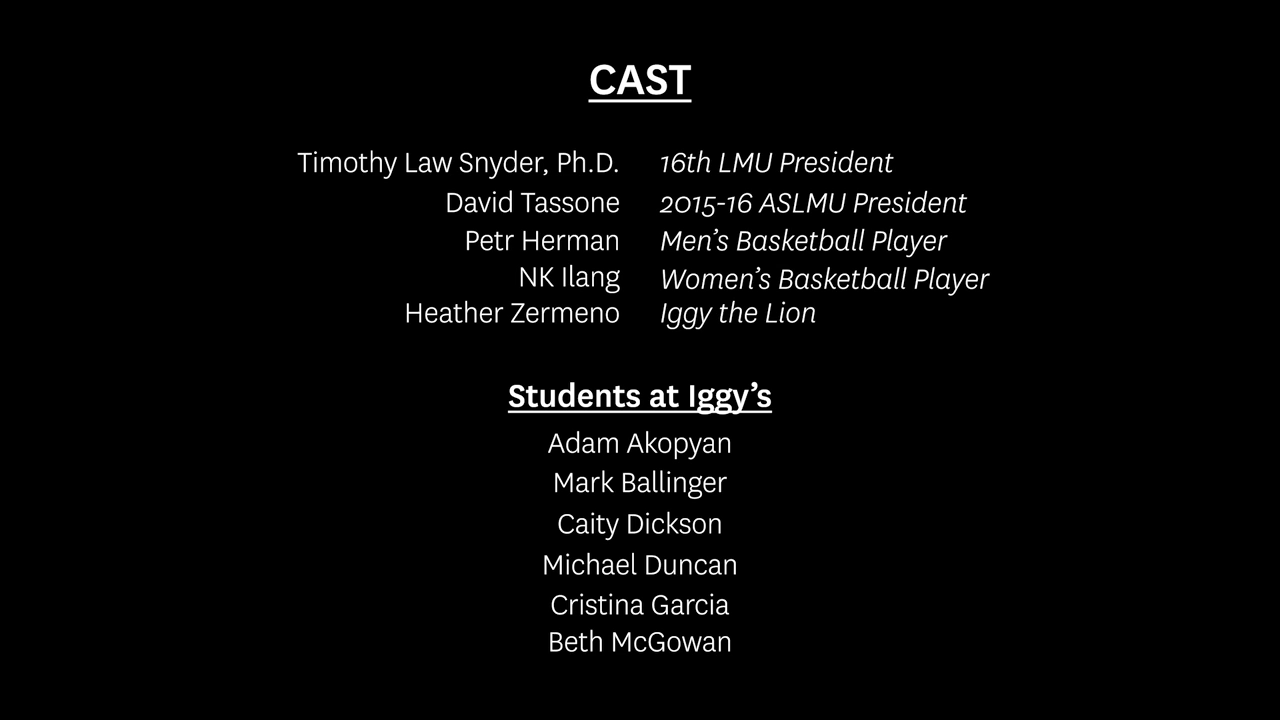 CAST
Timothy Law Snyder, Ph.D. 16th LMU President
David Tassone 2015-16 ASLMU President
Petr Herman Men’s Basketball Player
NK Ilang Women’s Basketball Player
Heather Zermeno Iggy the Lion
Students at Iggy’s
Adam Akopyan
Mark Ballinger
Caity Dickson
Michael Duncan
Cristina Garcia
Beth McGowan